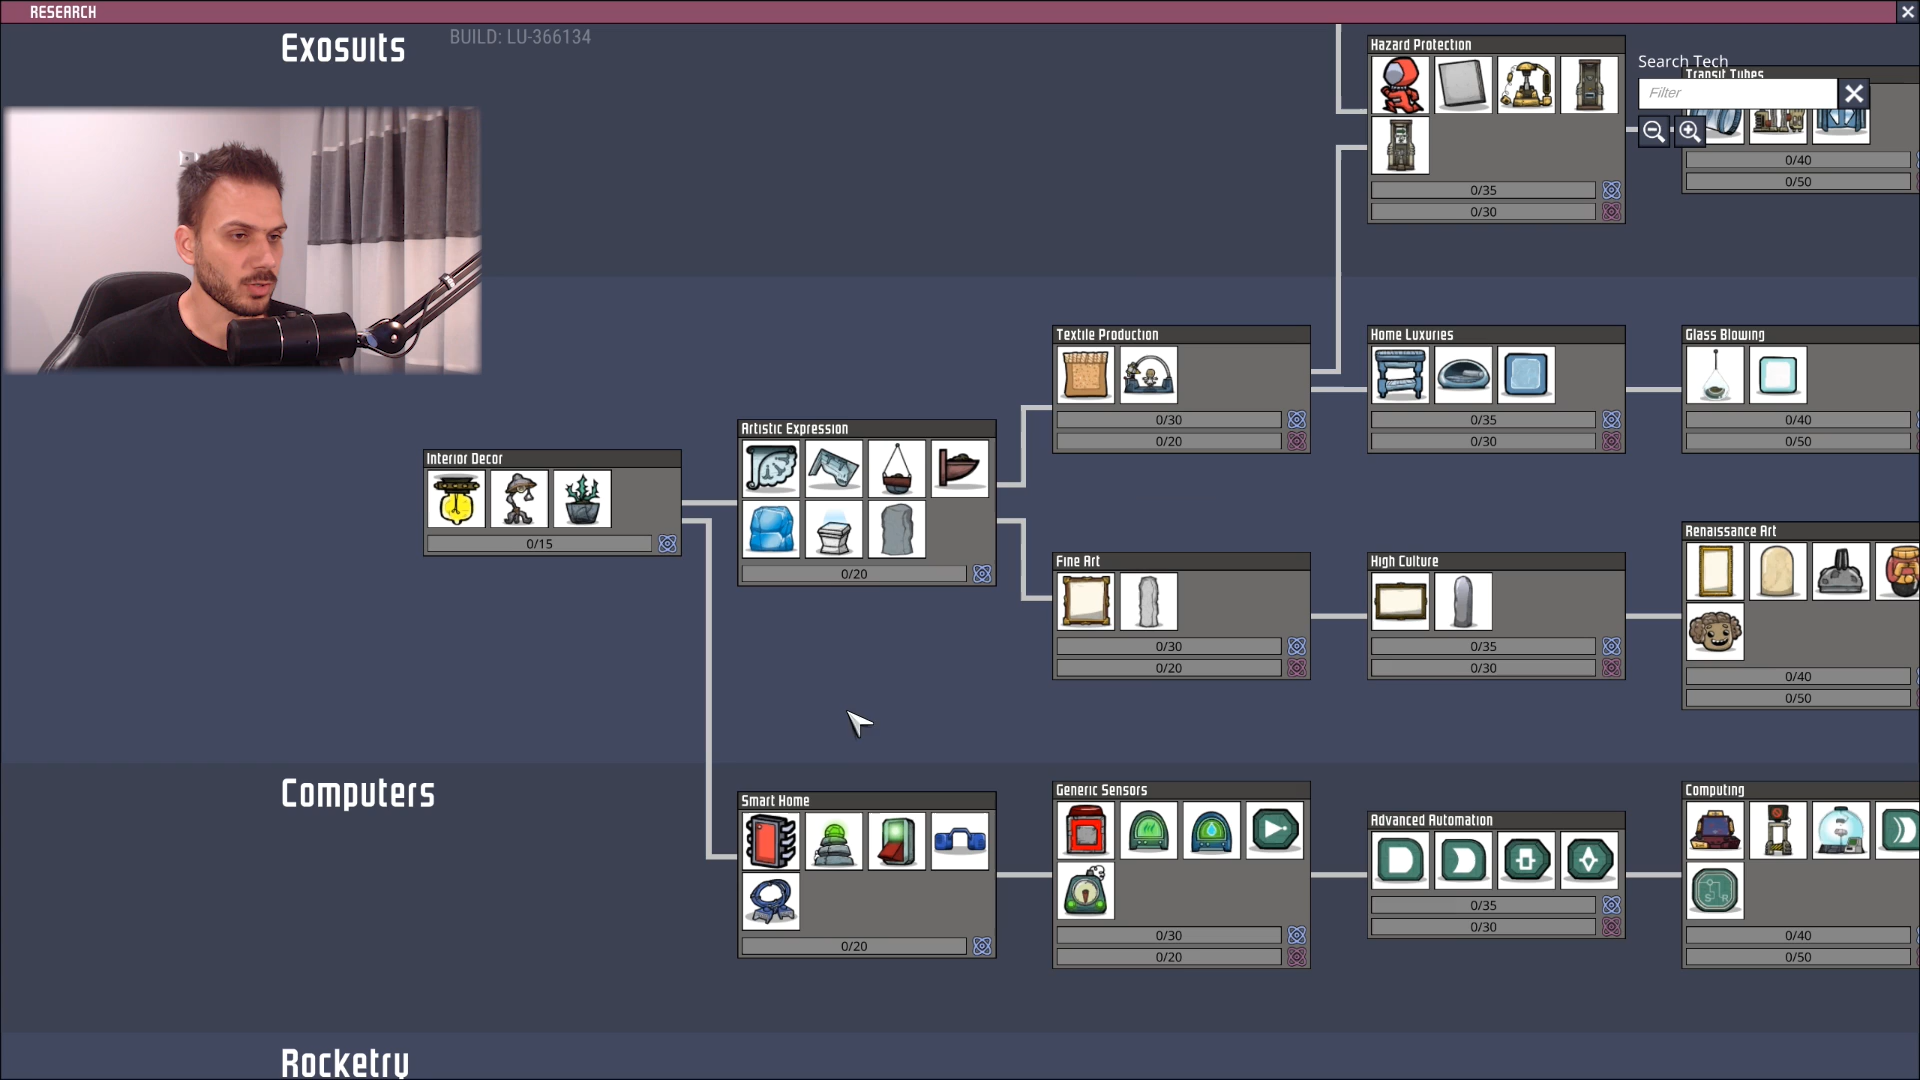 RESEARCH
Exosuits
BUILD: LU-366134
Hazard Protection
0/35
0/30
Search Tech
Transit Tubes
Filter
0/40
0/50
Textile Production
0/30
0/20
Home Luxuries
0/35
0/30
Glass Blowing
0/40
0/50
Interior Decor
0/15
Artistic Expression
0/20
Fine Art
0/30
0/20
High Culture
0/35
0/30
Renaissance Art
0/40
0/50
Computers
Smart Home
0/20
Generic Sensors
0/30
0/20
Advanced Automation
0/35
0/30
Computing
S R
0/40
0/50
Rocketry